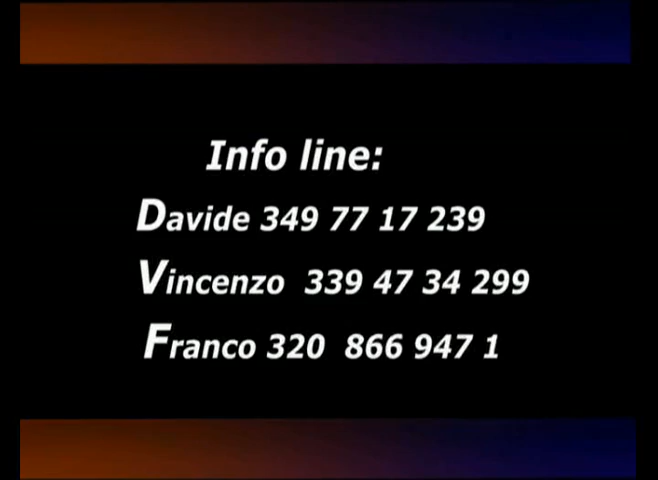 Info line:
Davide 349 77 17 239
Vincenzo 339 47 34 299
Franco 320 866 947 1